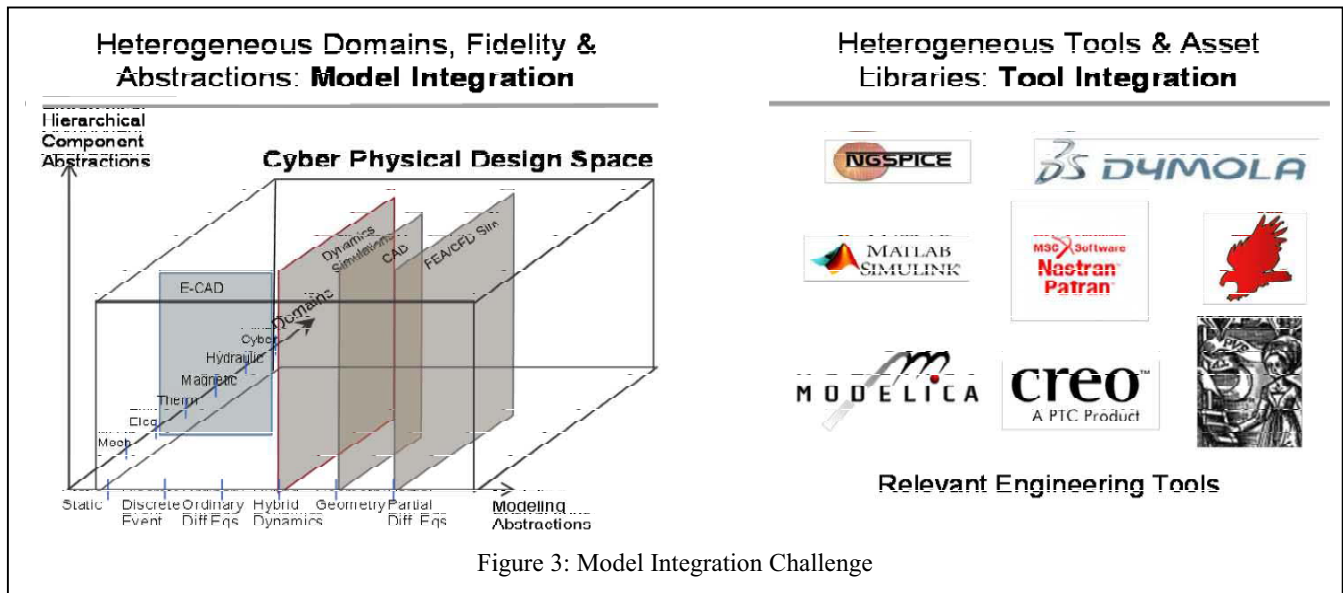 Heterogeneous Domains, Fidelity &
Abstractions: Model Integration
Hierarchical
Component
Abstractions
Cyber Physical Design Space
E-CAD
Dynamics
Simulations
CAD
FEA/CFD Sim
Domains
Cyber
Hydraulic
Magnetic
Therm
Elec
Mech
Static
Discrete
Event
Ordinary
Diff Eqs
Hybrid
Dynamics
Geometry
Partial
Diff. Eqs
Modeling
Abstractions
Heterogeneous Tools & Asset
Libraries: Tool Integration
NGSPICE
DYMOLA
MATLAB
SIMULINK®
MSC Software
Nastran™
Patran™
MODELICA
creo™
A PTC Product
Relevant Engineering Tools
Figure 3: Model Integration Challenge